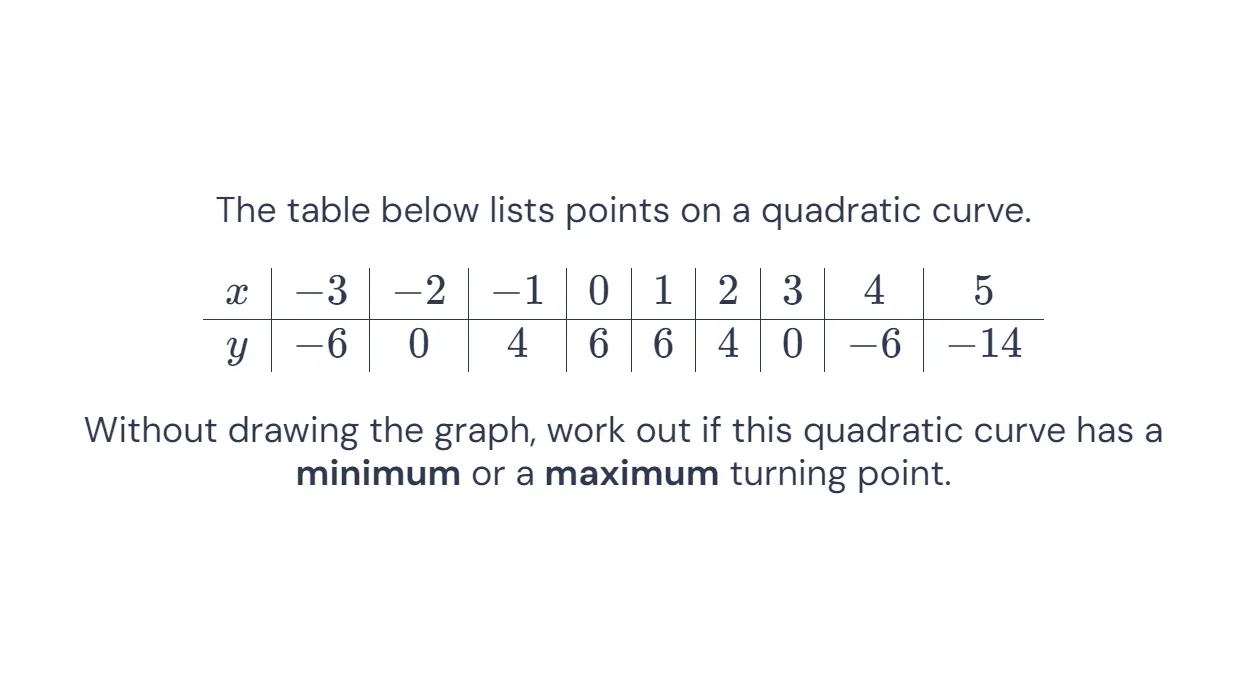 The table below lists points on a quadratic curve.
x −3 −2 −1 0 1 2 3 4 5
y −6 0 4 6 6 4 0 −6 −14
Without drawing the graph, work out if this quadratic curve has a
minimum or a maximum turning point.